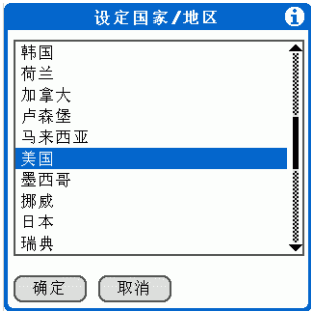 设定国家/地区
韩国
荷兰
加拿大
卢森堡
马来西亚
美国
墨西哥
挪威
日本
瑞典
确定 取消